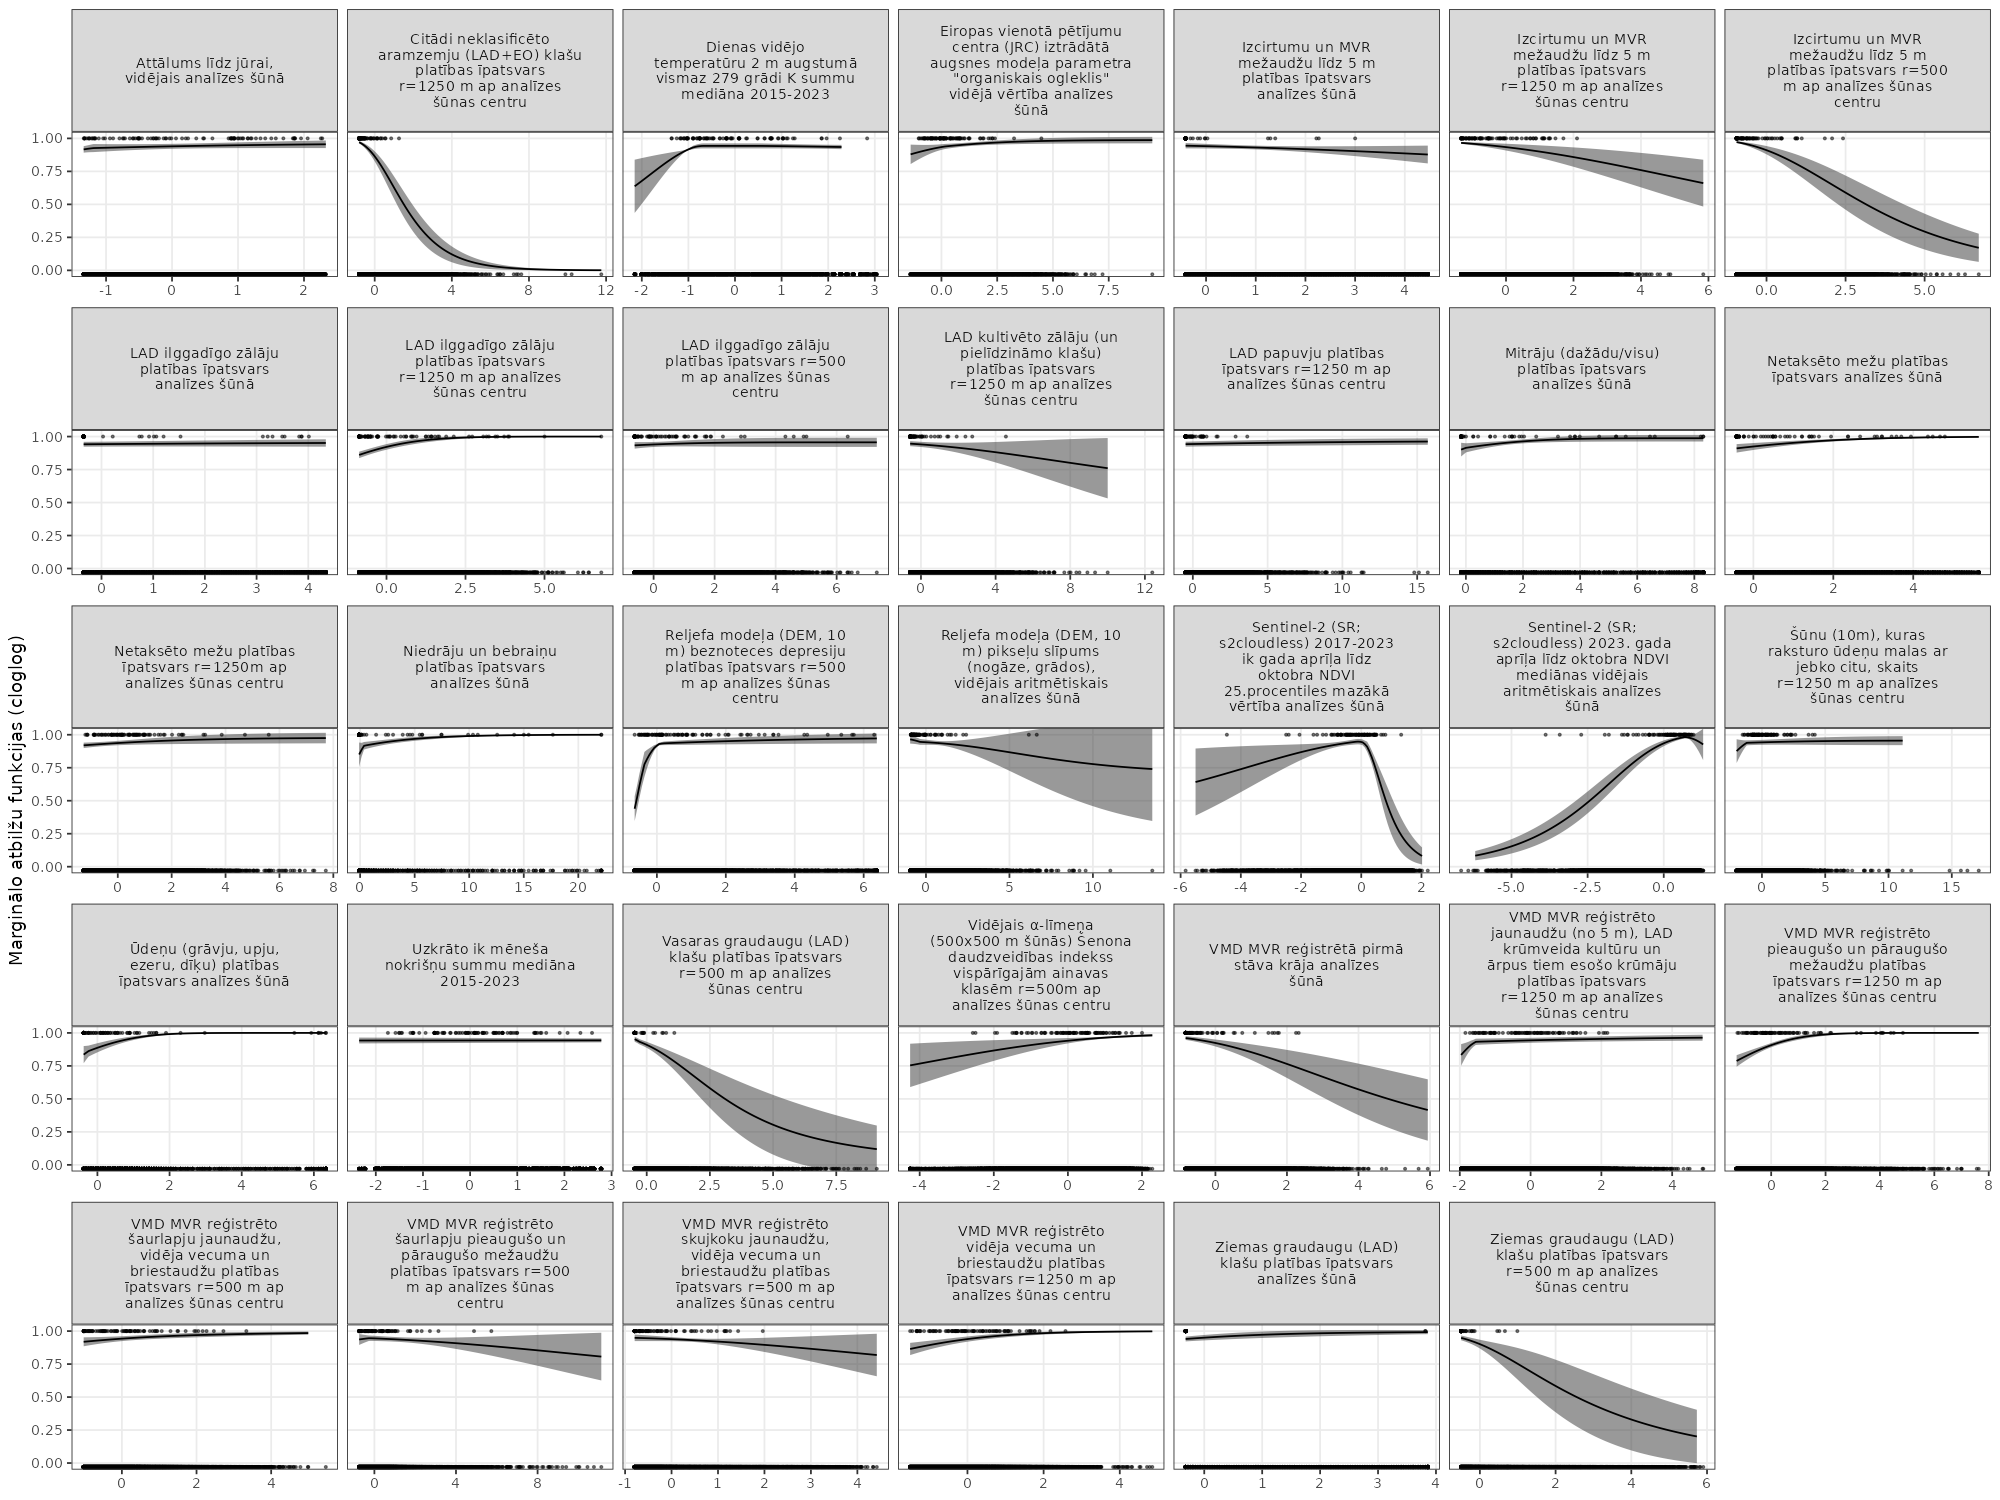 Attālums līdz jūrai,
vidējais analīzes šūnā
Citādi neklasificēto
aramzemju (LAD+EO) klašu
platības īpatsvars
r=1250 m ap analīzes
šūnas centru
Dienas vidējo
temperatūru 2 m augstumā
vismaz 279 grādi K summu
mediāna 2015-2023
Eiropas vienotā pētījumu
centra (JRC) iztrādātā
augsnes modeļa parametra
"organiskais ogleklis"
vidējā vērtība analīzes
šūnā
Izcirtumu un MVR
mežaudžu līdz 5 m
platības īpatsvars
analīzes šūnā
Izcirtumu un MVR
mežaudžu līdz 5 m
platības īpatsvars
r=1250 m ap analīzes
šūnas centru
Izcirtumu un MVR
mežaudžu līdz 5 m
platības īpatsvars r=500
m ap analīzes šūnas
centru
1.00
0.75
0.50
0.25
0.00
-1 0 1 2
0 4 8 12
-2 -1 0 1 2 3
0.0 2.5 5.0 7.5
0 1 2 3 4
0 2 4 6
0.0 2.5 5.0
LAD ilggadīgo zālāju
platības īpatsvars
analīzes šūnā
LAD ilggadīgo zālāju
platības īpatsvars
r=1250 m ap analīzes
šūnas centru
LAD ilggadīgo zālāju
platības īpatsvars r=500
m ap analīzes šūnas
centru
LAD kultivēto zālāju (un
pielīdzināmo klašu)
platības īpatsvars
r=1250 m ap analīzes
šūnas centru
LAD papuvju platības
īpatsvars r=1250 m ap
analīzes šūnas centru
Mitrāju (dažādu/visu)
platības īpatsvars
analīzes šūnā
Netaksēto mežu platības
īpatsvars analīzes šūnā
1.00
0.75
0.50
0.25
0.00
0 1 2 3 4
0.0 2.5 5.0
0 2 4 6
0 4 8 12
0 5 10 15
0 2 4 6 8
0 2 4
Marginālo atbilžu funkcijas (cloglog)
Netaksēto mežu platības
īpatsvars r=1250m ap
analīzes šūnas centru
Niedrāju un bebraiņu
platības īpatsvars
analīzes šūnā
Reljefa modeļa (DEM, 10
m) beznoteces depresiju
platības īpatsvars r=500
m ap analīzes šūnas
centru
Reljefa modeļa (DEM, 10
m) pikseļu slīpums
(nogāze, grādos),
vidējais aritmētiskais
analīzes šūnā
Sentinel-2 (SR;
s2cloudless) 2017-2023
ik gada aprīļa līdz
oktobra NDVI
25.procentiles mazākā
vērtība analīzes šūnā
Sentinel-2 (SR;
s2cloudless) 2023. gada
aprīļa līdz oktobra NDVI
mediānas vidējais
aritmētiskais analīzes
šūnā
Šūnu (10m), kuras
raksturo ūdeņu malas ar
jebko citu, skaits
r=1250 m ap analīzes
šūnas centru
1.00
0.75
0.50
0.25
0.00
0 2 4 6 8
0 5 10 15 20
0 2 4 6
0 5 10
-6 -4 -2 0 2
-5.0 -2.5 0.0
0 5 10 15
Ūdeņu (grāvju, upju,
ezeru, dīķu) platības
īpatsvars analīzes šūnā
Uzkrāto ik mēneša
nokrišņu summu mediāna
2015-2023
Vasaras graudaugu (LAD)
klašu platības īpatsvars
r=500 m ap analīzes
šūnas centru
Vidējais α-līmeņa
(500x500 m šūnās) Šenona
daudzveidības indekss
vispārīgajām ainavas
klasēm r=500m ap
analīzes šūnas centru
VMD MVR reģistrētā pirmā
stāva krāja analīzes
šūnā
VMD MVR reģistrēto
jaunaudžu (no 5 m), LAD
krūmveida kultūru un
ārpus tiem esošo krūmāju
platības īpatsvars
r=1250 m ap analīzes
šūnas centru
VMD MVR reģistrēto
pieaugušo un pāraugušo
mežaudžu platības
īpatsvars r=1250 m ap
analīzes šūnas centru
1.00
0.75
0.50
0.25
0.00
0 2 4 6
-2 -1 0 1 2 3
0.0 2.5 5.0 7.5
-4 -2 0 2
0 2 4 6
-2 0 2 4
0 2 4 6 8
VMD MVR reģistrēto
šaurlapju jaunaudžu,
vidēja vecuma un
briestaudžu platības
īpatsvars r=500 m ap
analīzes šūnas centru
VMD MVR reģistrēto
šaurlapju pieaugušo un
pāraugušo mežaudžu
platības īpatsvars r=500
m ap analīzes šūnas
centru
VMD MVR reģistrēto
skujkoku jaunaudžu,
vidēja vecuma un
briestaudžu platības
īpatsvars r=500 m ap
analīzes šūnas centru
VMD MVR reģistrēto
vidēja vecuma un
briestaudžu platības
īpatsvars r=1250 m ap
analīzes šūnas centru
Ziemas graudaugu (LAD)
klašu platības īpatsvars
analīzes šūnā
Ziemas graudaugu (LAD)
klašu platības īpatsvars
r=500 m ap analīzes
šūnas centru
1.00
0.75
0.50
0.25
0.00
0 2 4
0 4 8
-1 0 1 2 3 4
0 2 4
0 1 2 3 4
0 2 4 6